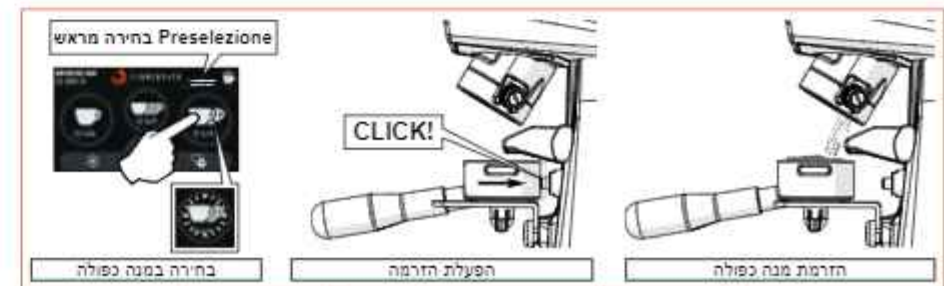 Preselezione בחירה מראש
CLICK!
בחירה במנה כפולה
הפעלת הזרמה
הזרמת מנה כפולה